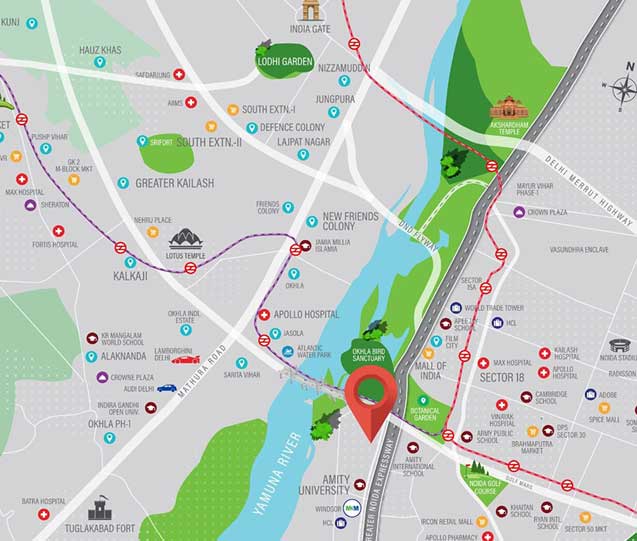 INDIA GATE
KUNJ
HAUZ KHAS
SAFDARJUNG
LODHI GARDEN
NIZZAMUDDIN
AIIMS
SOUTH EXTN.-I
JUNGPURA
AKSHARDHAM
TEMPLE
N
PUSHP VIHAR
SIRIFORT
SOUTH EXTN.-II
DEFENCE COLONY
LAJPAT NAGAR
DELHI MERRUT HIGHWAY
GK 2
M-BLOCK MKT
MAX HOSPITAL
GREATER KAILASH
MAYUR VIHAR
PHASE-1
SHERATON
FRIENDS
COLONY
NEW FRIENDS
COLONY
CROWN PLAZA
NEHRU PLACE
DND FLYWAY
FORTIS HOSPITAL
LOTUS TEMPLE
JAMIA MILLIA
ISLAMIA
VASUNDHRA ENCLAVE
KALKAJI
OKHLA
SECTOR
15A
OKHLA INDL
ESTATE
APOLLO HOSPITAL
WORLD TRADE TOWER
APEEJAY
SCHOOL
HCL
KR MANGALAM
WORLD SCHOOL
JASOLA
FILM
CITY
NOIDA STADIUM
ALAKNANDA
LAMBORGHINI
DELHI
MATHURA ROAD
ATLANTIC
WATER PARK
OKHLA BIRD
SANCTUARY
MALL OF
INDIA
MAX HOSPITAL
KAILASH
HOSPITAL
APOLLO
HOSPITAL
RADISSON
CROWNE PLAZA
AUDI DELHI
SARITA VIHAR
SECTOR 18
CAMBRIDGE
SCHOOL
ADOBE
INDIRA GANDHI
OPEN UNIV.
BOTANICAL
GARDEN
VINAYAK
HOSPITAL
SPICE MALL
OKHLA PH-1
ARMY PUBLIC
SCHOOL
DPS
SECTOR 30
BRAHMAPUTRA
MARKET
YAMUNA RIVER
AMITY
INTERNATIONAL
SCHOOL
AMITY
UNIVERSITY
GREATER NOIDA EXPRESSWAY
NOIDA GOLF
COURSE
GOLF MARG
BATRA HOSPITAL
TUGLAKABAD FORT
WINDSOR
HCL
IRCON RETAIL MALL
KHAITAN
SCHOOL
RYAN INTL
SCHOOL
SECTOR 50 MKT
APOLLO PHARMACY